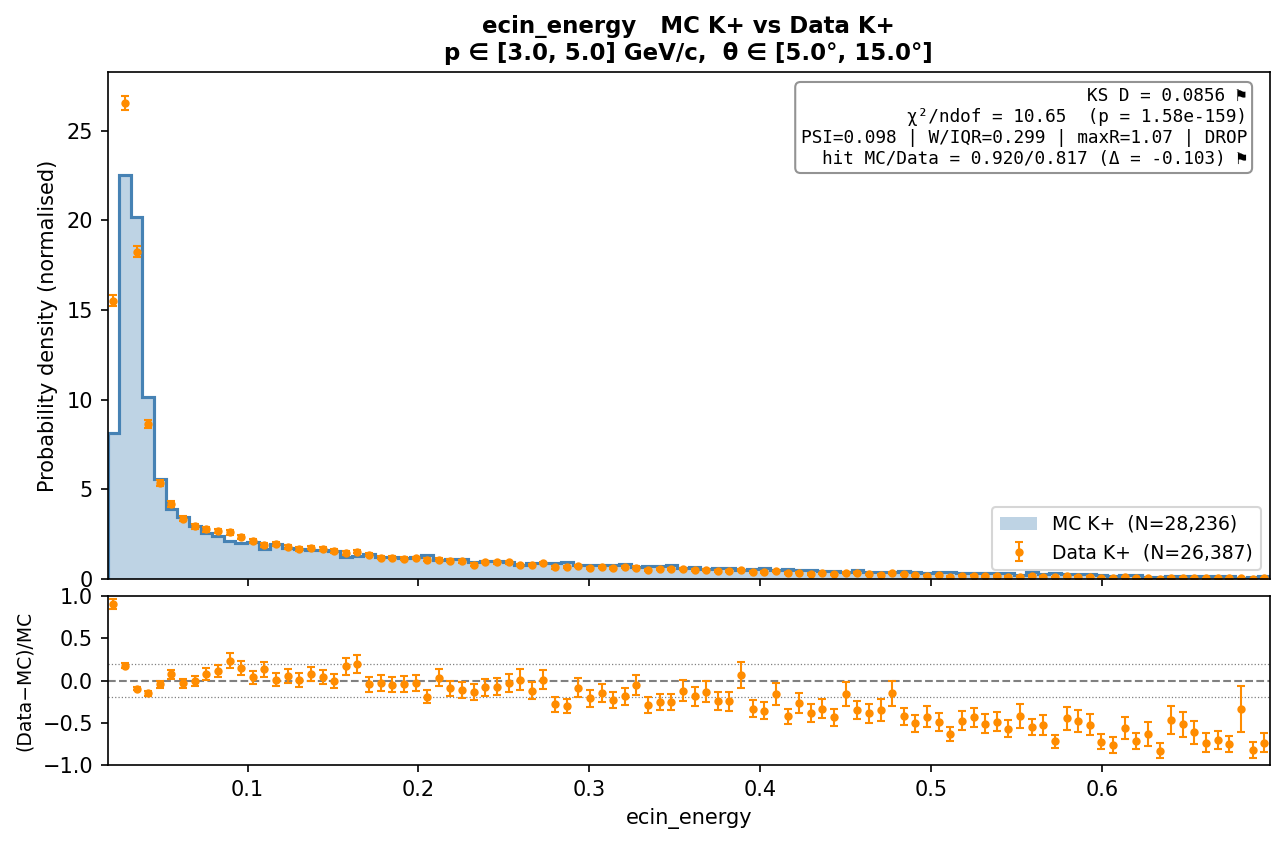 ecin_energy   MC K+ vs Data K+
p ∈ [3.0, 5.0] GeV/c,  θ ∈ [5.0°, 15.0°]
KS D = 0.0856 ⚑
χ²/ndof = 10.65  (p = 1.58e-159)
PSI=0.098 | W/IQR=0.299 | maxR=1.07 | DROP
hit MC/Data = 0.920/0.817 (Δ = -0.103) ⚑
Probability density (normalised)
25
20
15
10
5
0
MC K+  (N=28,236)
Data K+  (N=26,387)
(Data−MC)/MC
1.0
0.5
0.0
−0.5
−1.0
0.1
0.2
0.3
0.4
0.5
0.6
ecin_energy